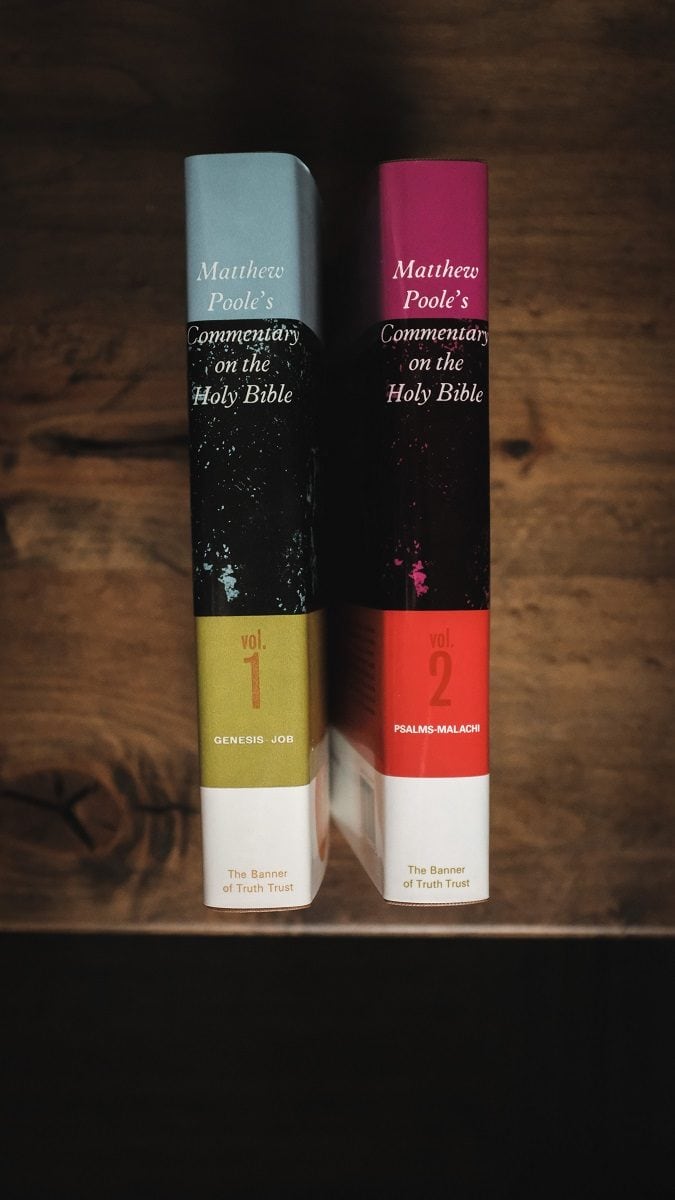 Matthew
Poole's
Commentary
on the
Holy Bible
vol.
1
GENESIS-JOB
The Banner
of Truth Trust
Matthew
Poole's
Commentary
on the
Holy Bible
vol.
2
PSALMS-MALACHI
The Banner
of Truth Trust